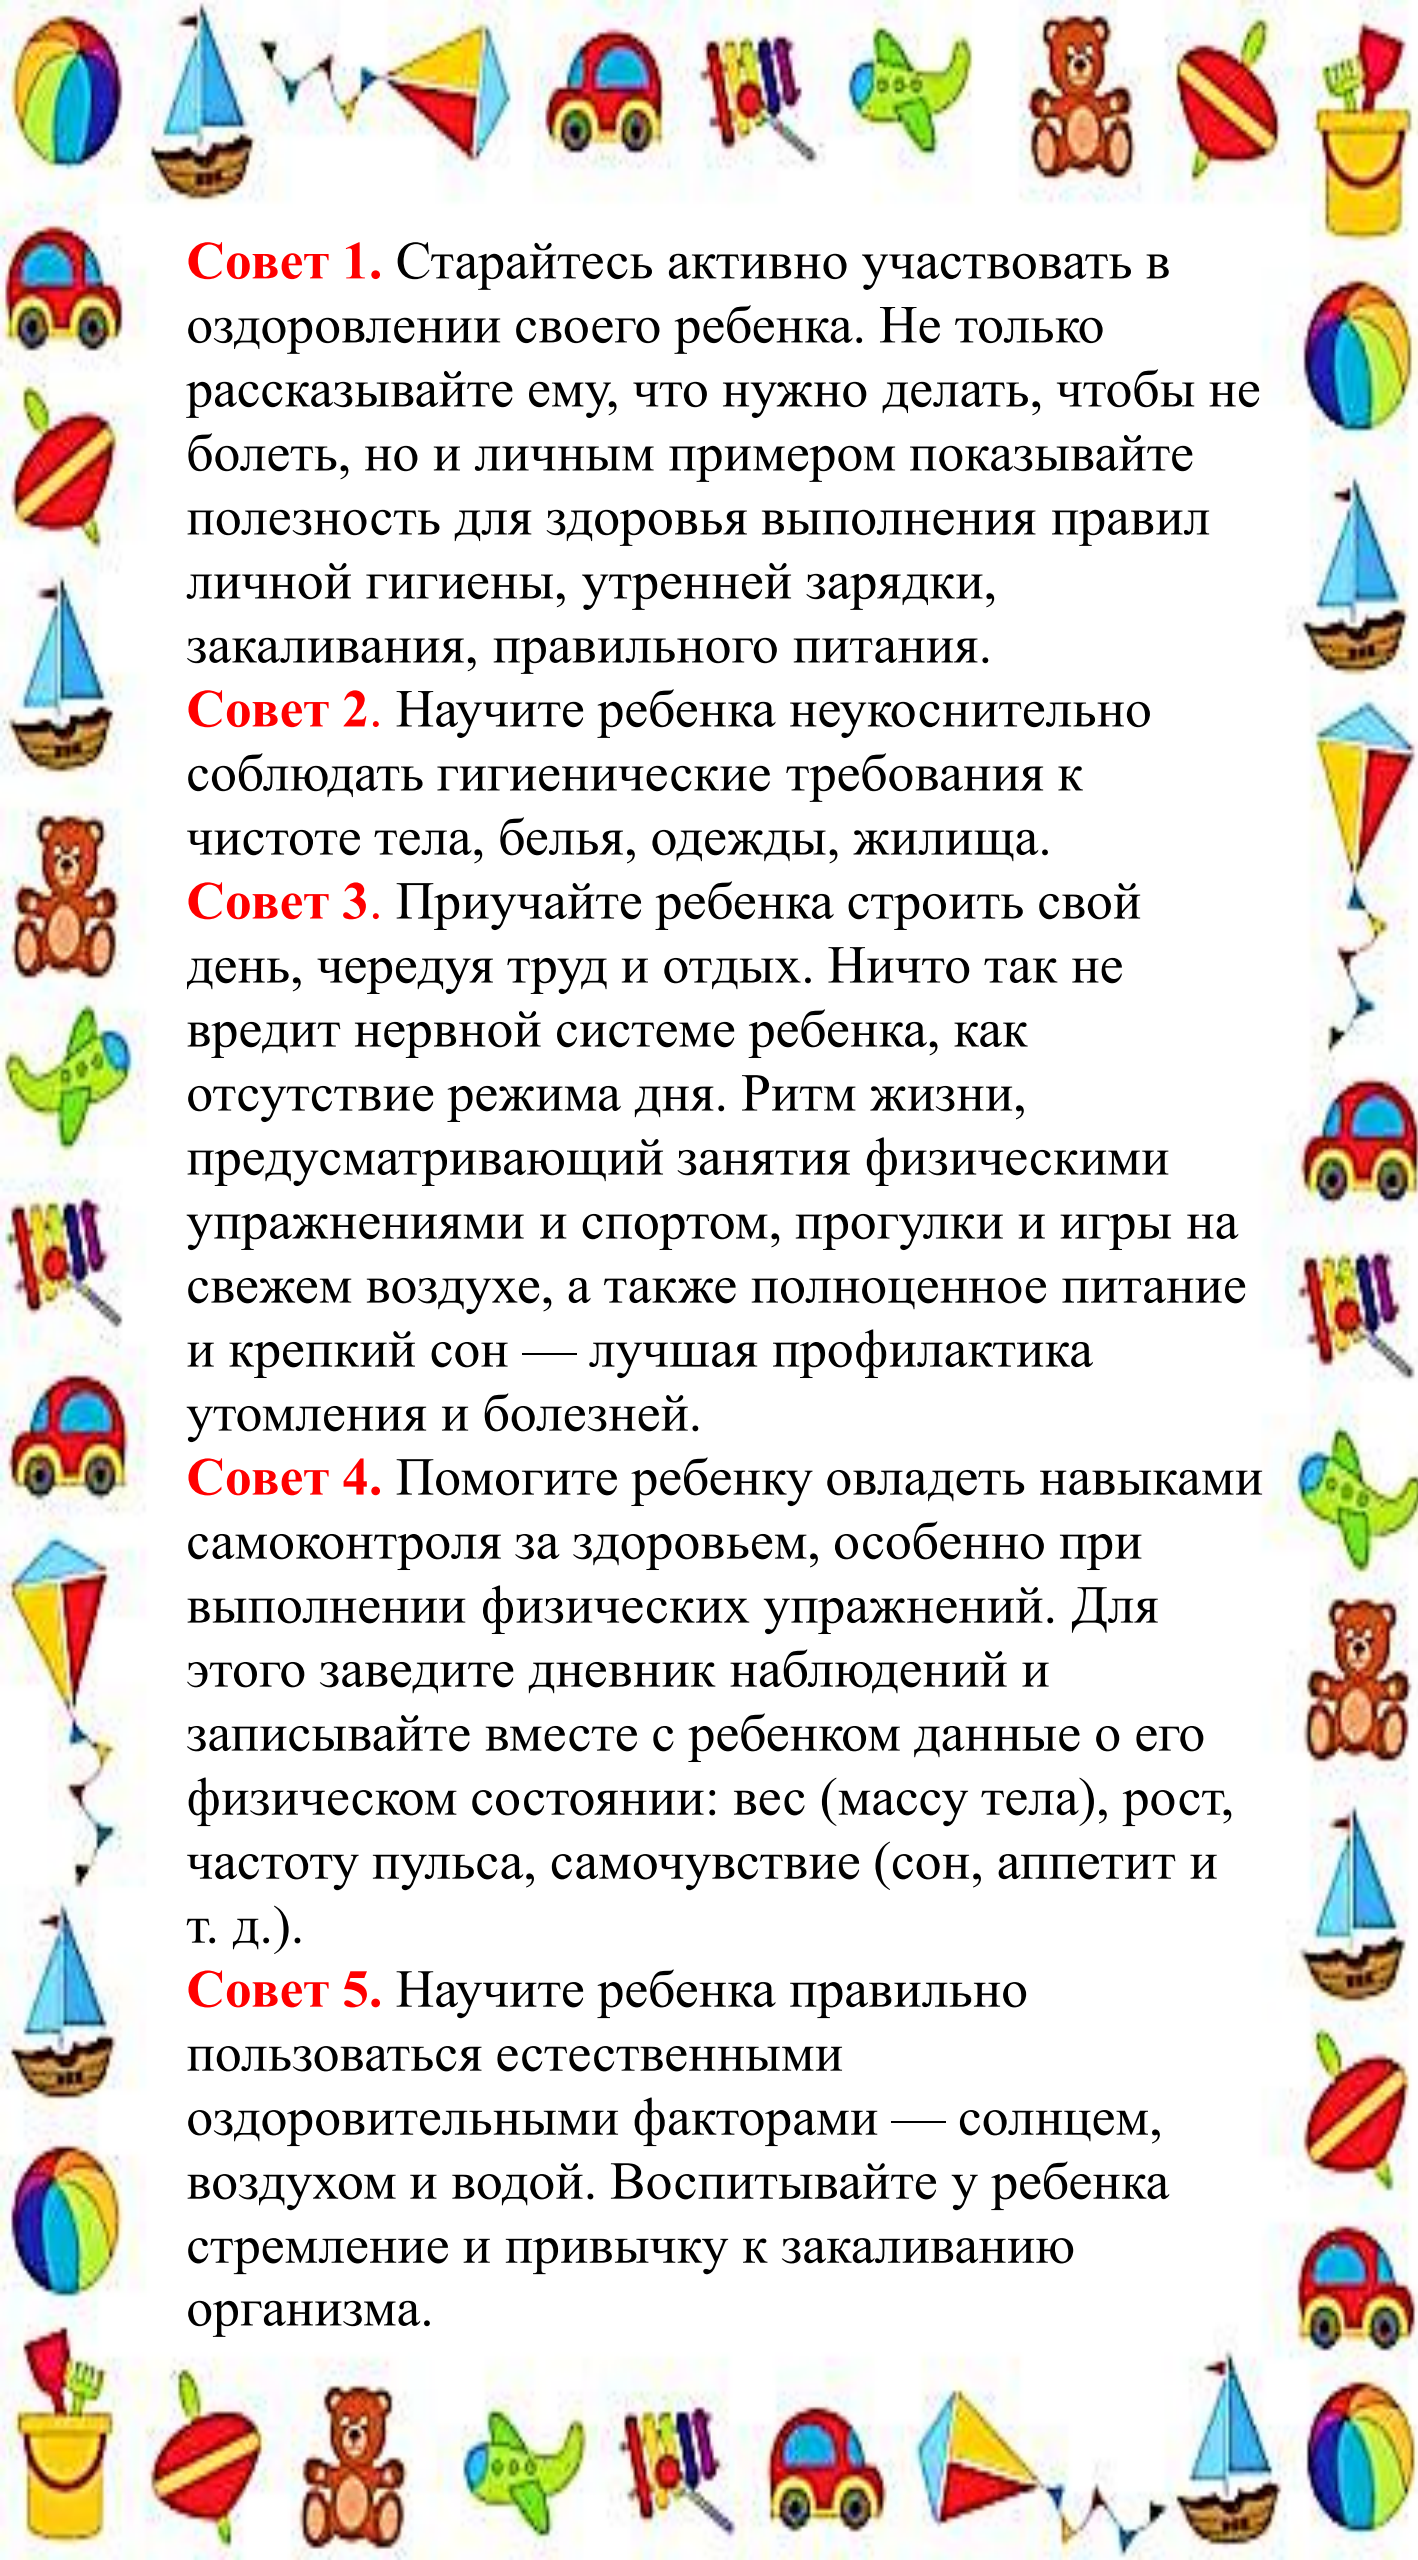 Совет 1. Старайтесь активно участвовать в
оздоровлении своего ребенка. Не только
рассказывайте ему, что нужно делать, чтобы не
болеть, но и личным примером показывайте
полезность для здоровья выполнения правил
личной гигиены, утренней зарядки,
закаливания, правильного питания.
Совет 2. Научите ребенка неукоснительно
соблюдать гигиенические требования к
чистоте тела, белья, одежды, жилища.
Совет 3. Приучайте ребенка строить свой
день, чередуя труд и отдых. Ничто так не
вредит нервной системе ребенка, как
отсутствие режима дня. Ритм жизни,
предусматривающий занятия физическими
упражнениями и спортом, прогулки и игры на
свежем воздухе, а также полноценное питание
и крепкий сон — лучшая профилактика
утомления и болезней.
Совет 4. Помогите ребенку овладеть навыками
самоконтроля за здоровьем, особенно при
выполнении физических упражнений. Для
этого заведите дневник наблюдений и
записывайте вместе с ребенком данные о его
физическом состоянии: вес (массу тела), рост,
частоту пульса, самочувствие (сон, аппетит и
т. д.).
Совет 5. Научите ребенка правильно
пользоваться естественными
оздоровительными факторами — солнцем,
воздухом и водой. Воспитывайте у ребенка
стремление и привычку к закаливанию
организма.